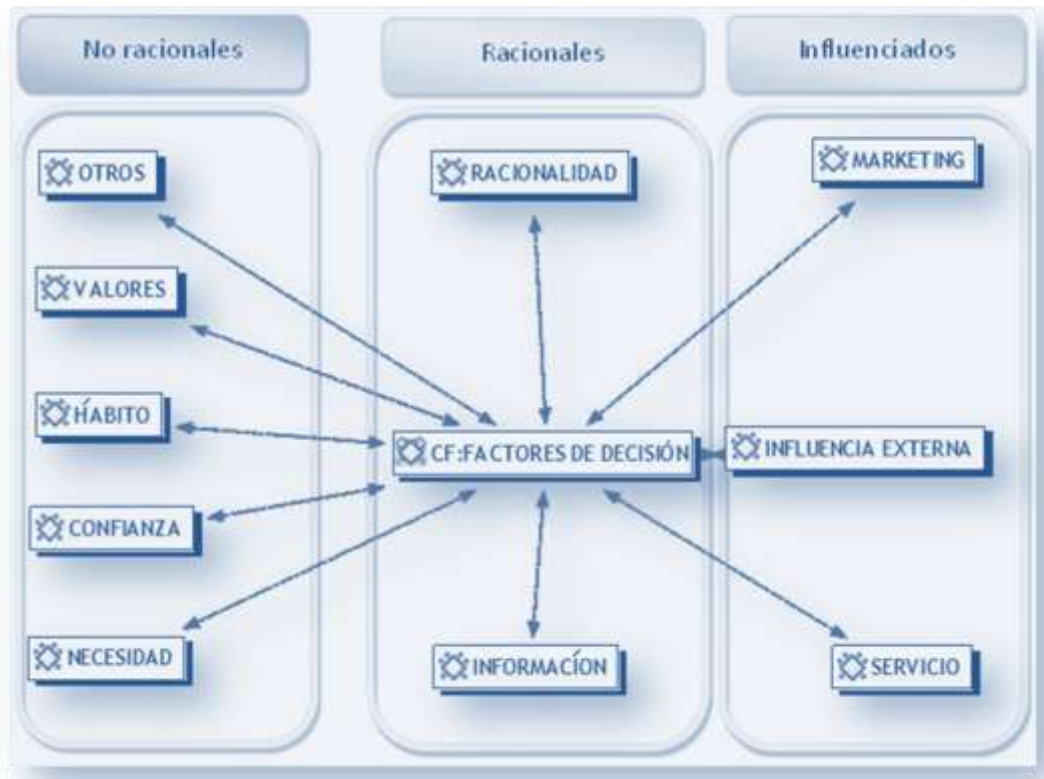 No racionales
Racionales
Influenciados
OTROS
VALORES
HÁBITO
CONFIANZA
NECESIDAD
RACIONALIDAD
CF:FACTORES DE DECISIÓN
INFORMACÍON
MARKETING
INFLUENCIA EXTERNA
SERVICIO